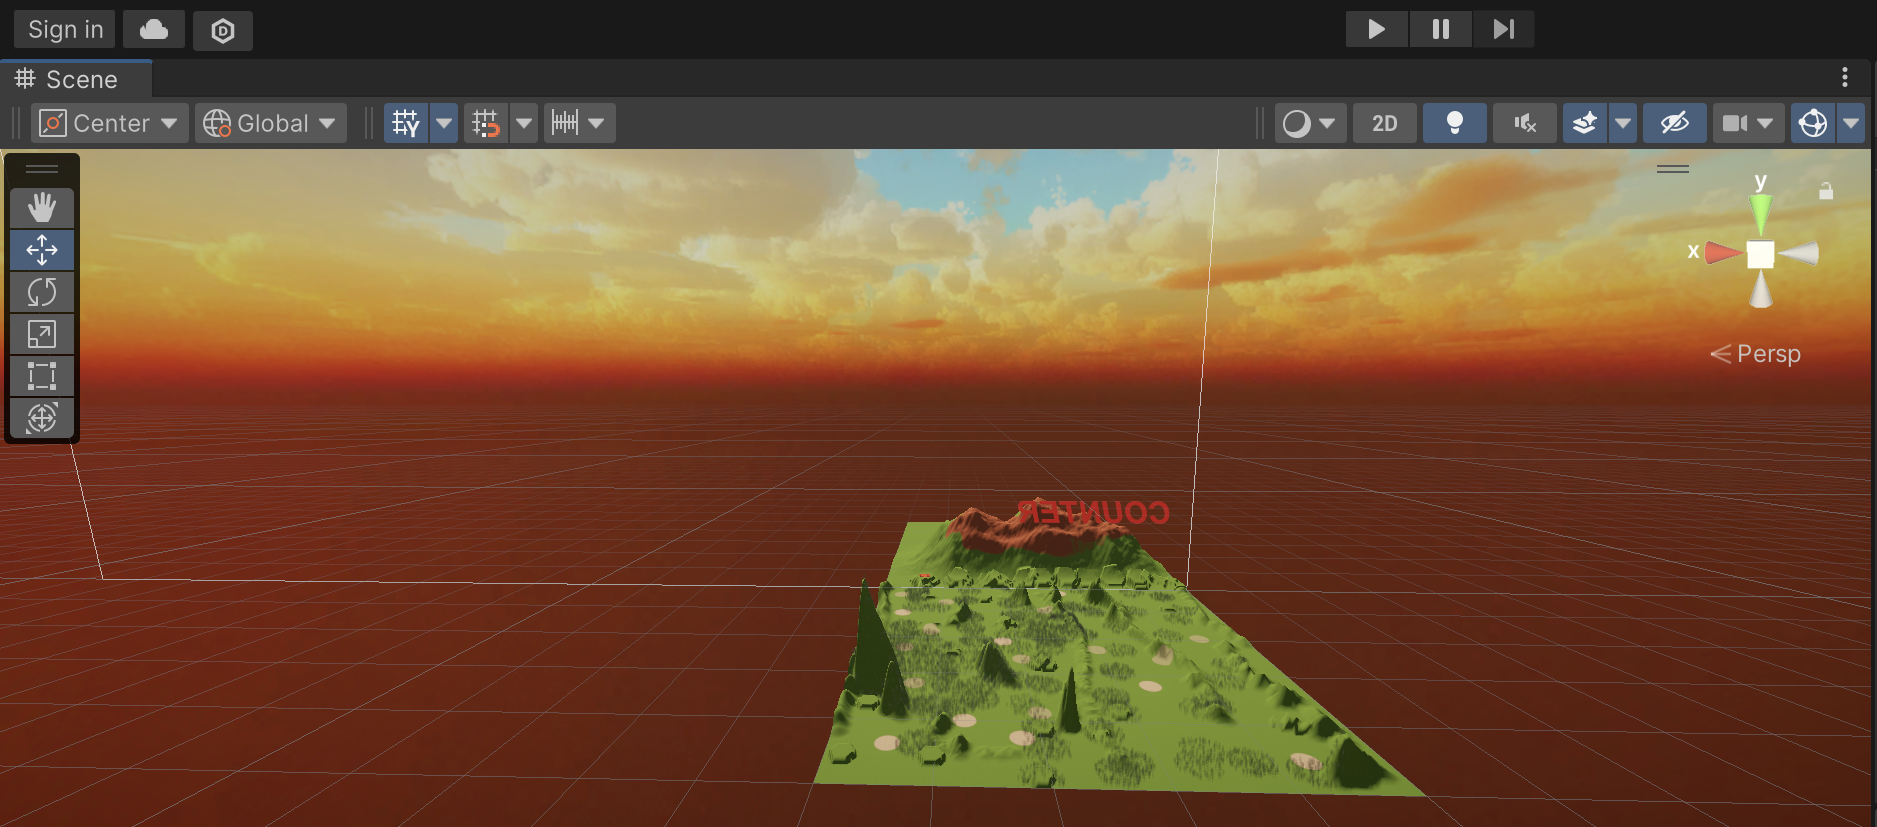 Sign in
Scene
Center
Global
2D
y
x
Persp
COUNTER